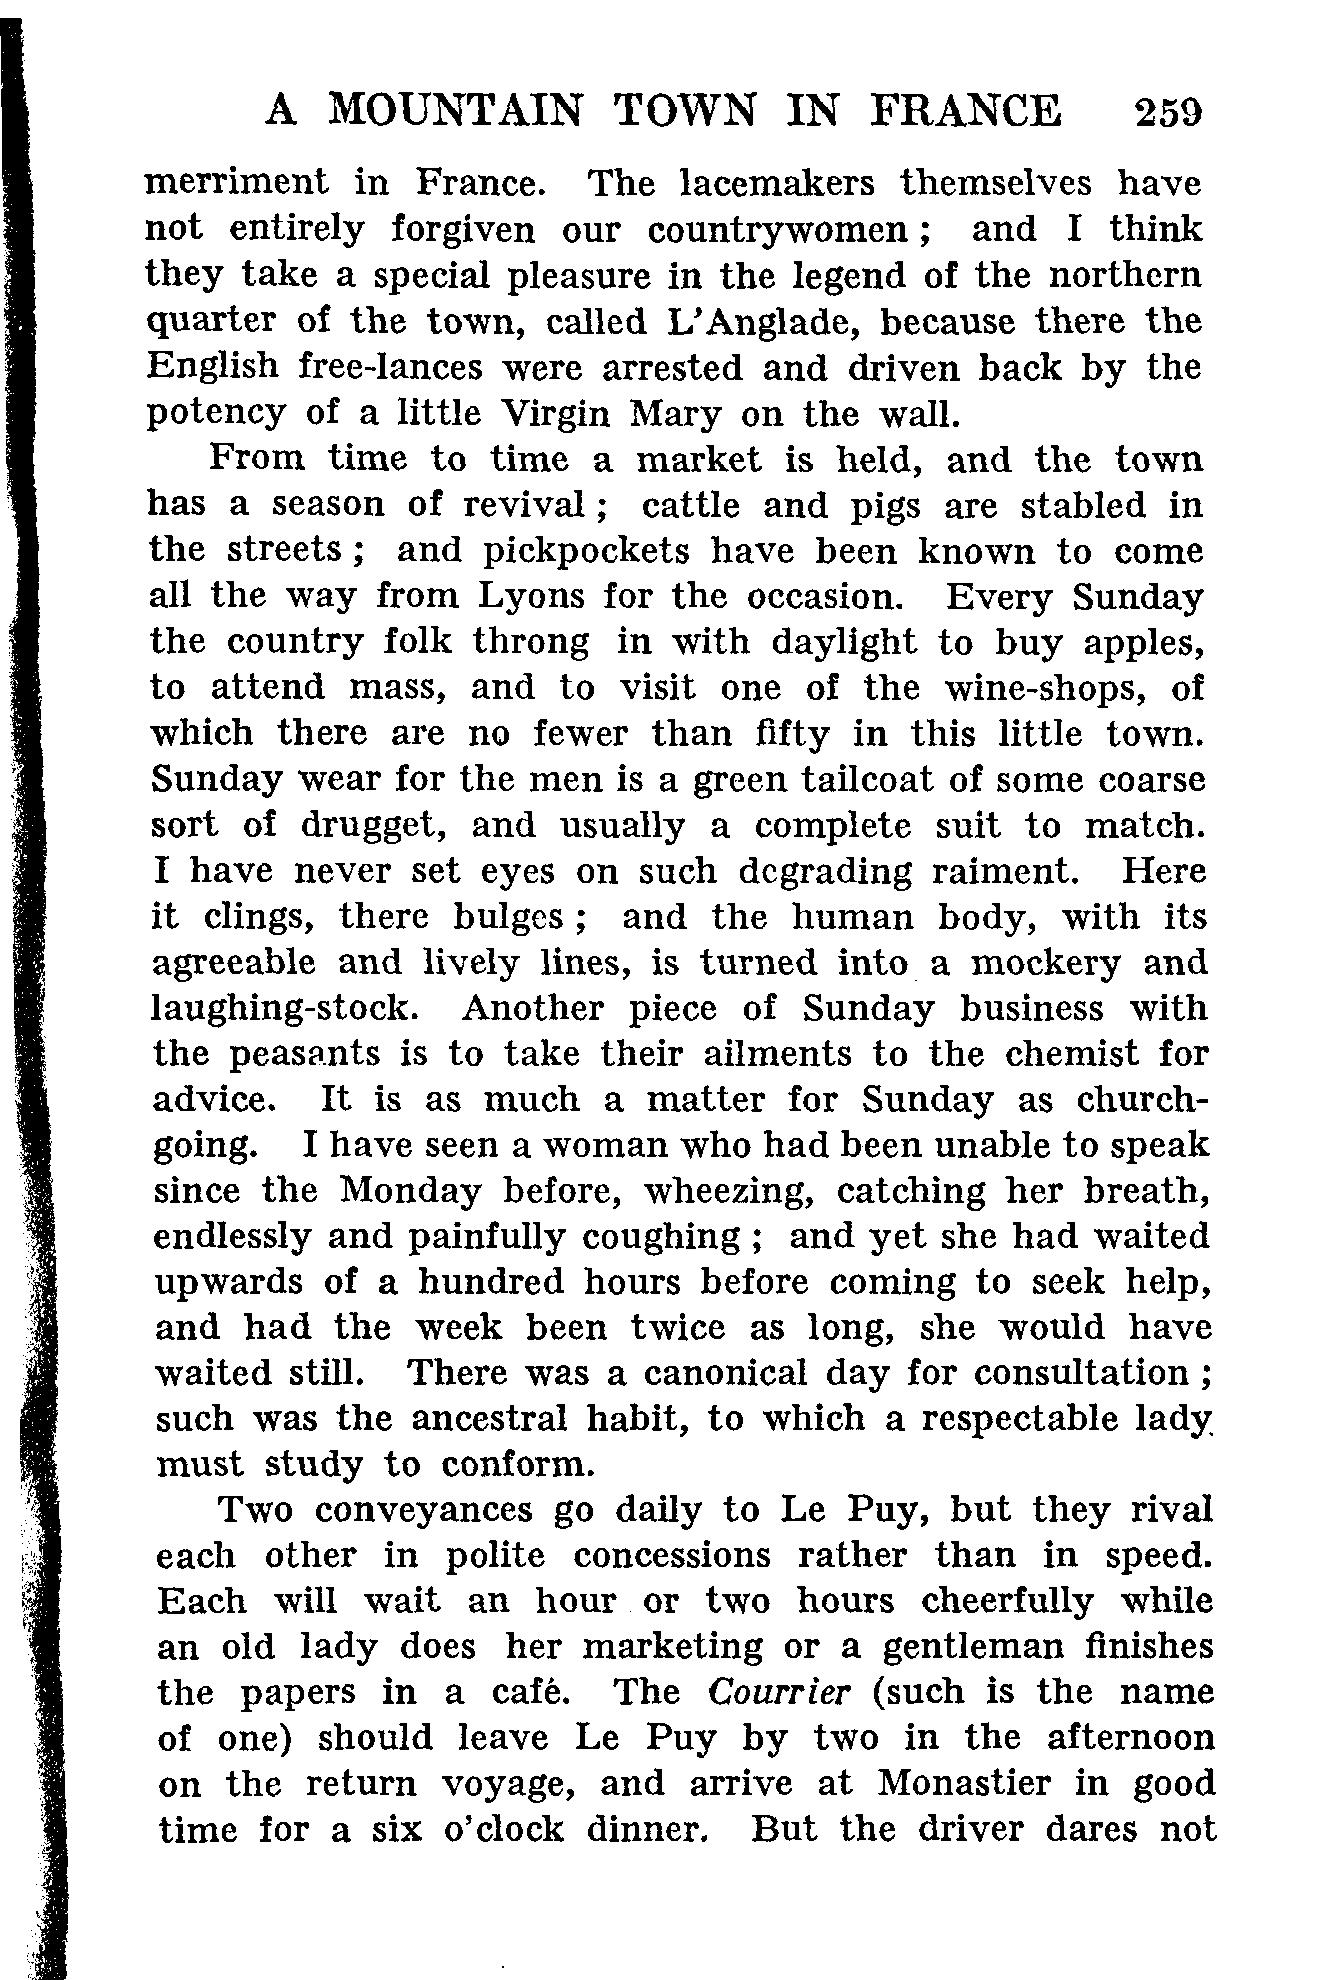 A MOUNTAIN TOWN IN FRANCE 259
merriment in France. The lacemakers themselves have
not entirely forgiven our countrywomen ; and I think
they take a special pleasure in the legend of the northern
quarter of the town, called L'Anglade, because there the
English free-lances were arrested and driven back by the
potency of a little Virgin Mary on the wall.
From time to time a market is held, and the town
has a season of revival ; cattle and pigs are stabled in
the streets ; and pickpockets have been known to come
all the way from Lyons for the occasion. Every Sunday
the country folk throng in with daylight to buy apples,
to attend mass, and to visit one of the wine-shops, of
which there are no fewer than fifty in this little town.
Sunday wear for the men is a green tailcoat of some coarse
sort of drugget, and usually a complete suit to match.
I have never set eyes on such degrading raiment. Here
it clings, there bulges ; and the human body, with its
agreeable and lively lines, is turned into a mockery and
laughing-stock. Another piece of Sunday business with
the peasants is to take their ailments to the chemist for
advice. It is as much a matter for Sunday as church-
going. I have seen a woman who had been unable to speak
since the Monday before, wheezing, catching her breath,
endlessly and painfully coughing ; and yet she had waited
upwards of a hundred hours before coming to seek help,
and had the week been twice as long, she would have
waited still. There was a canonical day for consultation ;
such was the ancestral habit, to which a respectable lady
must study to conform.
Two conveyances go daily to Le Puy, but they rival
each other in polite concessions rather than in speed.
Each will wait an hour or two hours cheerfully while
an old lady does her marketing or a gentleman finishes
the papers in a café. The Courrier (such is the name
of one) should leave Le Puy by two in the afternoon
on the return voyage, and arrive at Monastier in good
time for a six o'clock dinner. But the driver dares not